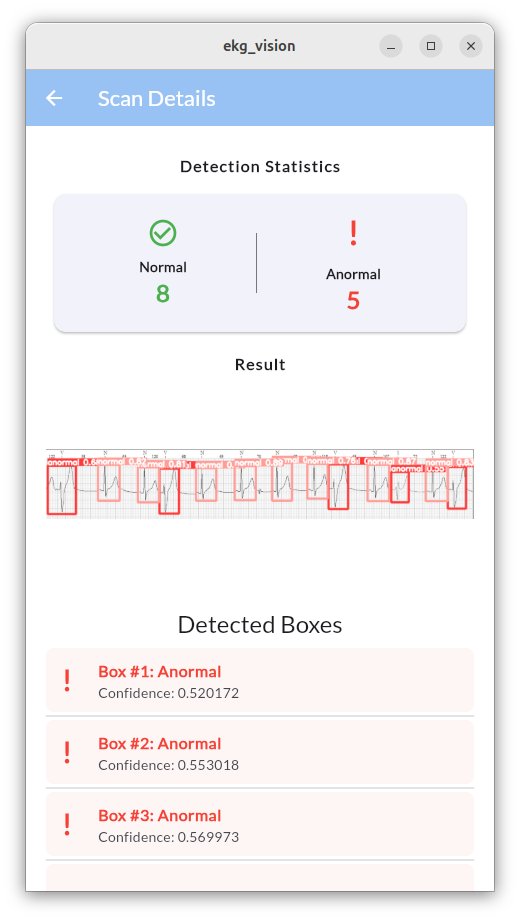 ekg_vision
Scan Details
Detection Statistics
Normal
8
Anormal
5
Result
Detected Boxes
Box #1: Anormal
Confidence: 0.520172
Box #2: Anormal
Confidence: 0.553018
Box #3: Anormal
Confidence: 0.569973